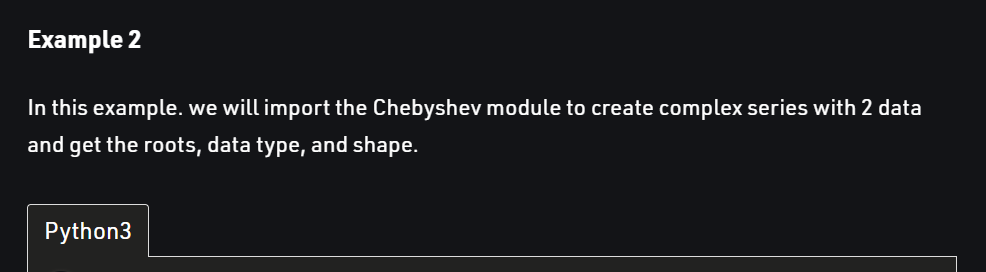 Example 2
In this example. we will import the Chebyshev module to create complex series with 2 data
and get the roots, data type, and shape.
Python3